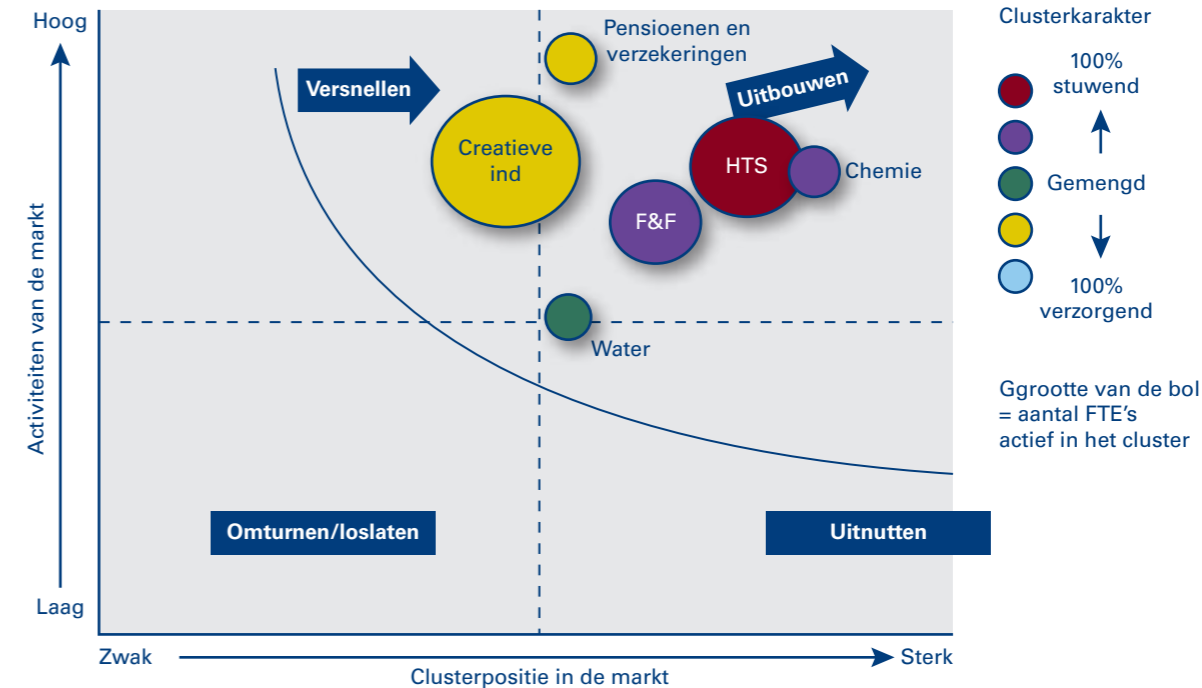 Hoog
Activiteiten van de markt
Laag
Zwak
Clusterpositie in de markt
Sterk
Versnellen
Pensioenen en
verzekeringen
Uitbouwen
Creatieve
ind
HTS
Chemie
F&F
Water
Omturnen/loslaten
Uitnutten
Clusterkarakter
100%
stuwend
Gemengd
100%
verzorgend
Ggrootte van de bol
= aantal FTE’s
actief in het cluster